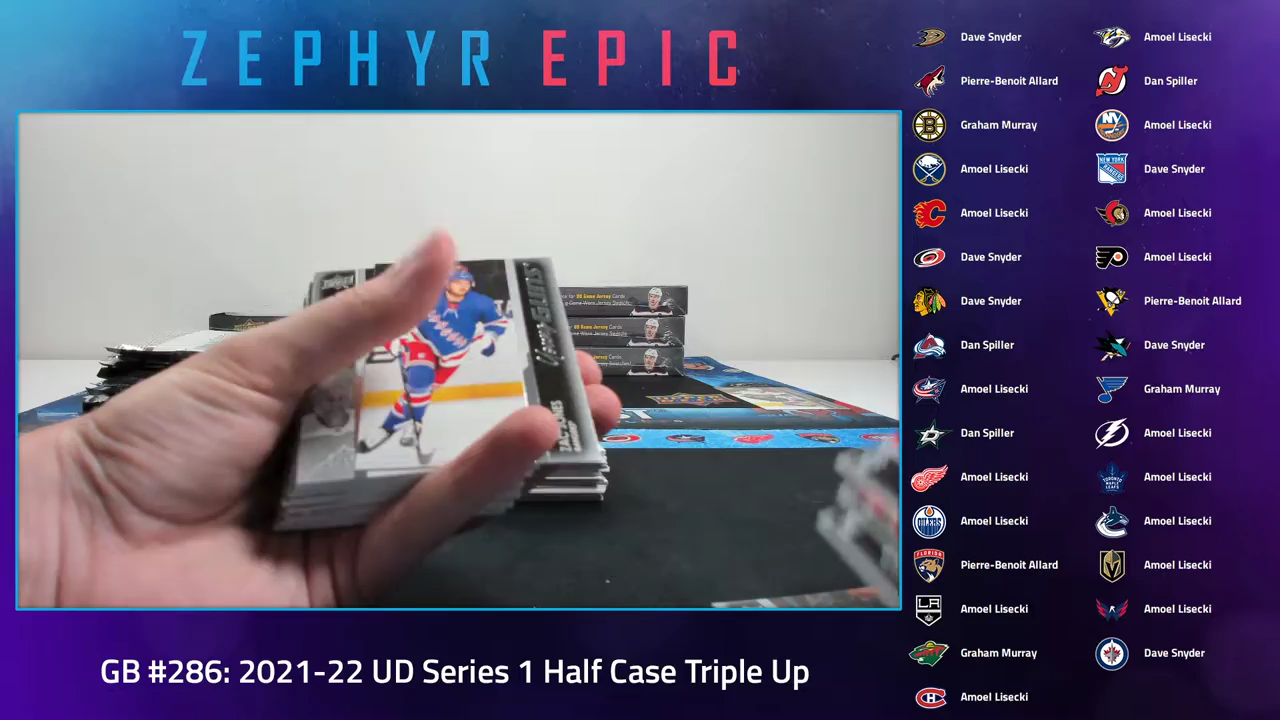 ZEPHYR EPIC
Dave Snyder
Pierre-Benoit Allard
Graham Murray
Amoel Lisecki
Amoel Lisecki
Dave Snyder
Dave Snyder
Dan Spiller
Amoel Lisecki
Dan Spiller
Amoel Lisecki
Amoel Lisecki
Pierre-Benoit Allard
Amoel Lisecki
Graham Murray
Amoel Lisecki
Amoel Lisecki
Dan Spiller
Amoel Lisecki
Dave Snyder
Amoel Lisecki
Amoel Lisecki
Pierre-Benoit Allard
Dave Snyder
Graham Murray
Amoel Lisecki
Amoel Lisecki
Amoel Lisecki
Amoel Lisecki
Amoel Lisecki
Dave Snyder
Young Guns
ZAC JONES
GB #286: 2021-22 UD Series 1 Half Case Triple Up